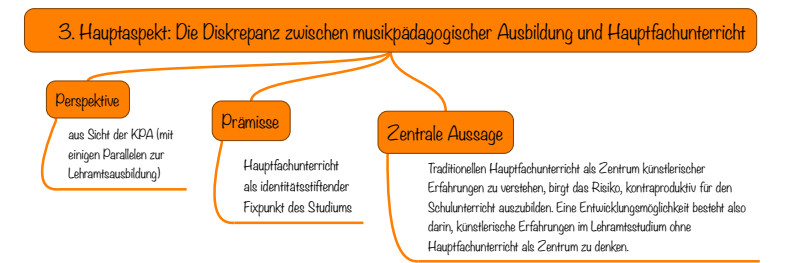 3. Hauptaspekt: Die Diskrepanz zwischen musikpädagogischer Ausbildung und Hauptfachunterricht
Perspektive
aus Sicht der KPA (mit
einigen Parallelen zur
Lehramtsausbildung)
Prämisse
Hauptfachunterricht
als identitätsstiftender
Fixpunkt des Studiums
Zentrale Aussage
Traditionellen Hauptfachunterricht als Zentrum künstlerischer
Erfahrungen zu verstehen, birgt das Risiko, kontraproduktiv für den
Schulunterricht auszubilden. Eine Entwicklungsmöglichkeit besteht also
darin, künstlerische Erfahrungen im Lehramtsstudium ohne
Hauptfachunterricht als Zentrum zu denken.